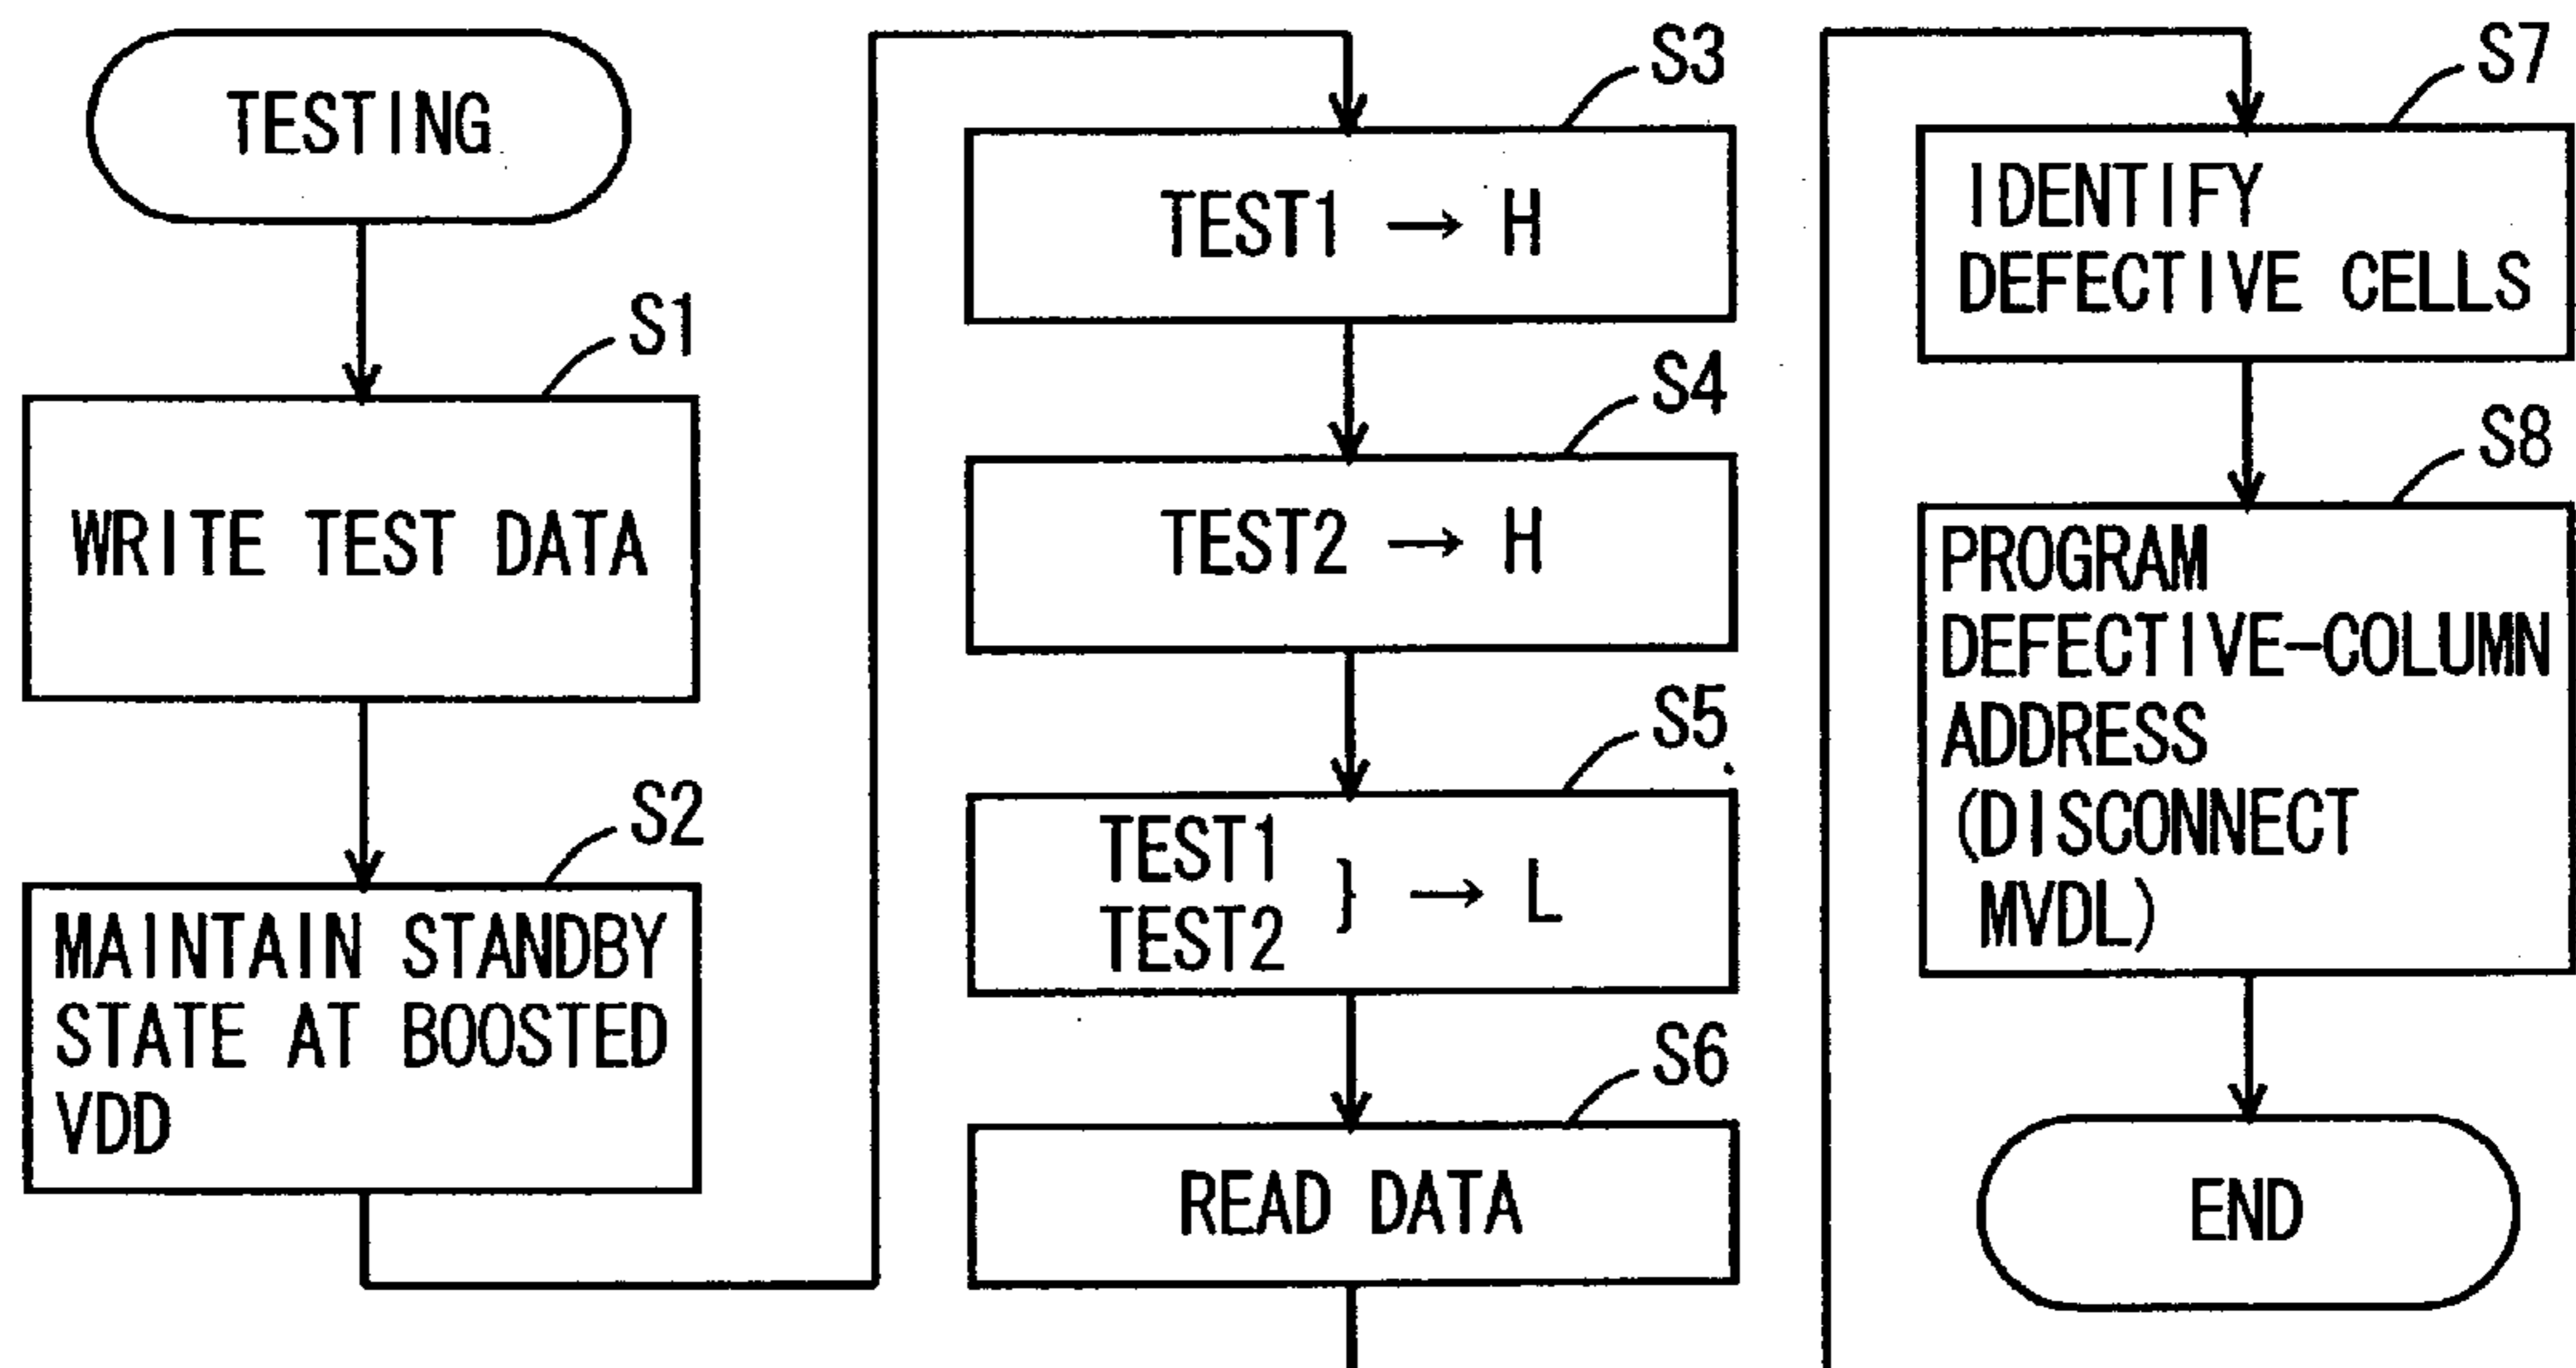 TESTING
S1
WRITE TEST DATA
S2
MAINTAIN STANDBY
STATE AT BOOSTED
VDD
S3
TEST1 → H
S4
TEST2 → H
S5
TEST1
TEST2 } → L
S6
READ DATA
S7
IDENTIFY
DEFECTIVE CELLS
S8
PROGRAM
DEFECTIVE-COLUMN
ADDRESS
(DISCONNECT
MVDL)
END